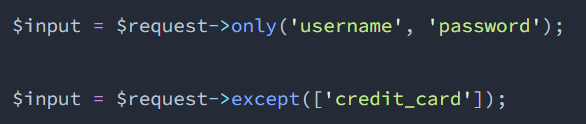 $input = $request->only('username', 'password');
$input = $request->except(['credit_card']);